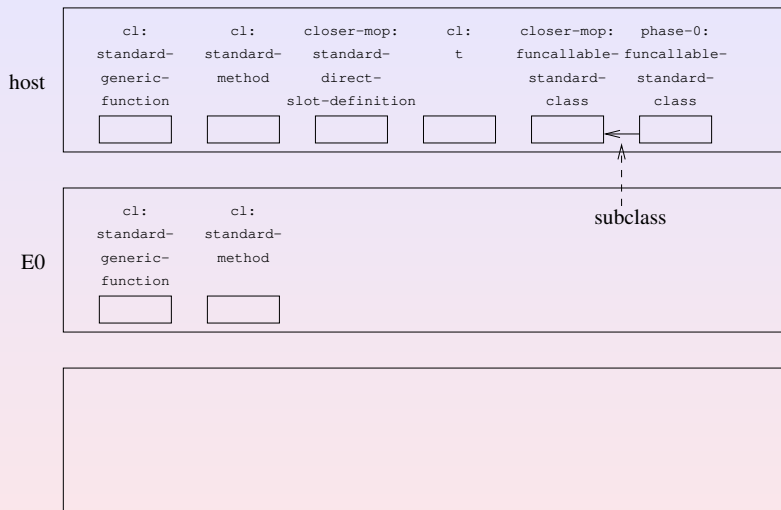 cl: cl: closer-mop: cl: closer-mop: phase-0:
standard- standard- standard- t funcallable- funcallable-
generic- method direct- standard- standard-
function slot-definition class class
host
subclass
cl: cl:
standard- standard-
generic- method
function
E0